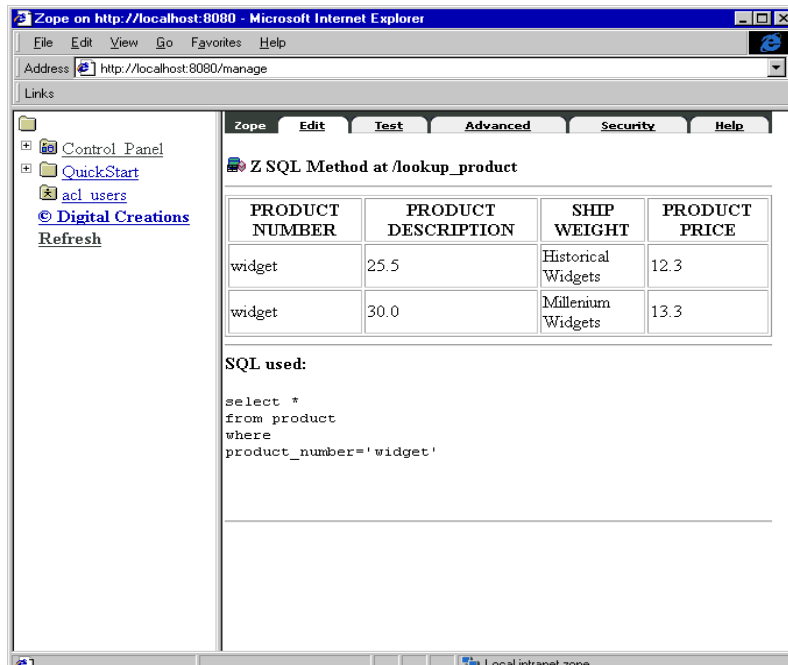 Zope on http://localhost:8080 - Microsoft Internet Explorer
File Edit View Go Favorites Help
Address http://localhost:8080/manage
Links
Control_Panel
QuickStart
acl_users
© Digital Creations
Refresh
Zope Edit Test Advanced Security Help
Z SQL Method at /lookup_product
PRODUCT NUMBER PRODUCT DESCRIPTION SHIP WEIGHT PRODUCT PRICE
widget 25.5 Historical Widgets 12.3
widget 30.0 Millenium Widgets 13.3
SQL used:
select *
from product
where
product_number='widget'
Local intranet zone